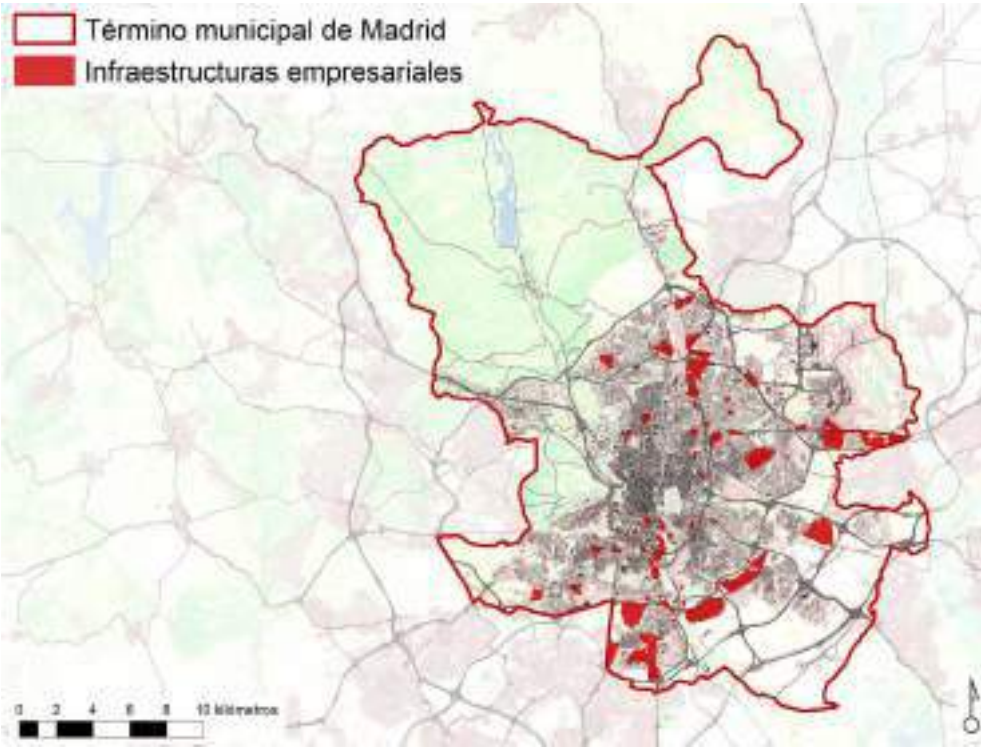 Término municipal de Madrid
Infraestructuras empresariales
0 2 4 6 8 10 kilómetros